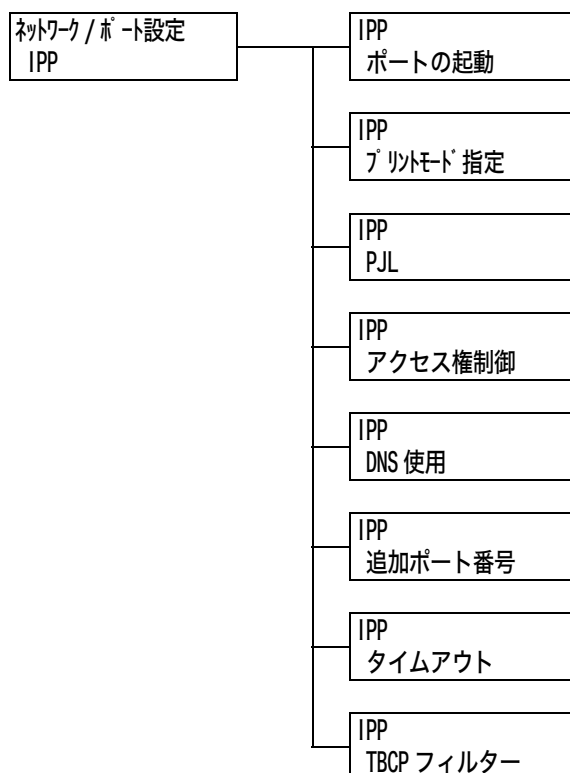 ﾈｯﾄﾜｰｸ / ﾎﾟｰﾄ設定
IPP
IPP
ポートの起動
IPP
ﾌﾟﾘﾝﾄﾓｰﾄﾞ指定
IPP
PJL
IPP
アクセス権制御
IPP
DNS 使用
IPP
追加ポート番号
IPP
タイムアウト
IPP
TBCP フィルター